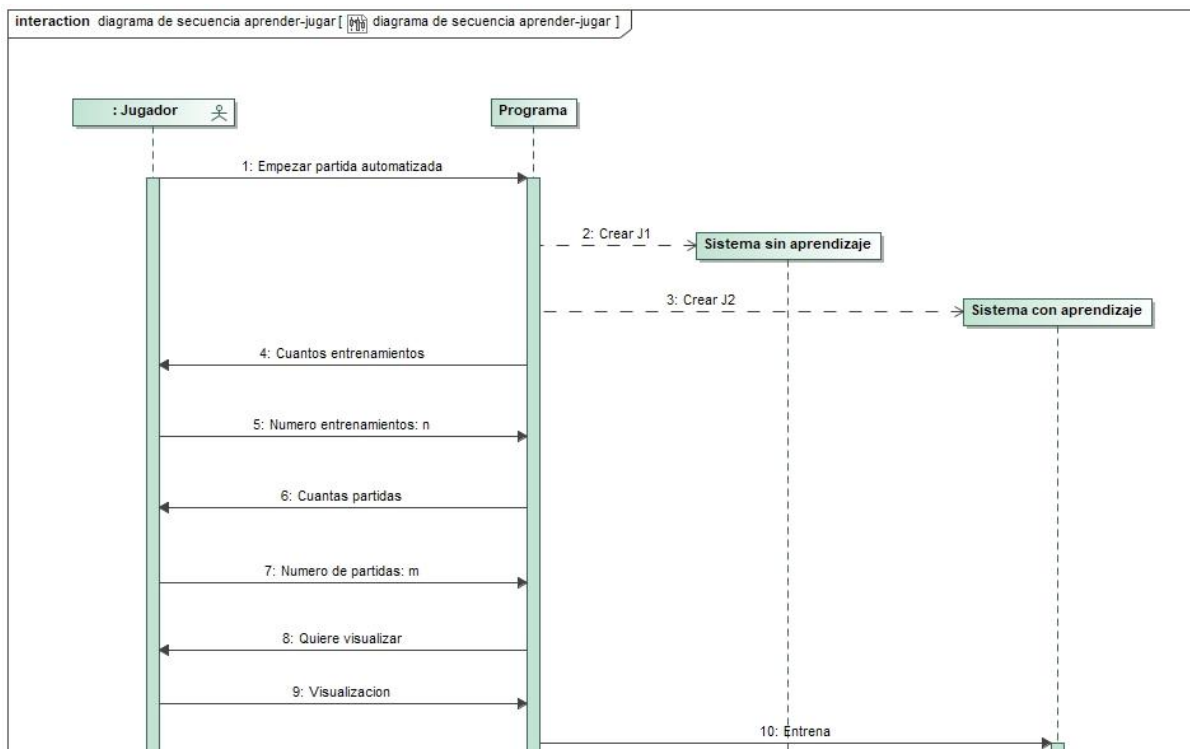 interaction diagrama de secuencia aprender-jugar [ diagrama de secuencia aprender-jugar ]
: Jugador
Programa
1: Empezar partida automatizada
2: Crear J1
Sistema sin aprendizaje
3: Crear J2
Sistema con aprendizaje
4: Cuantos entrenamientos
5: Numero entrenamientos: n
6: Cuantas partidas
7: Numero de partidas: m
8: Quiere visualizar
9: Visualizacion
10: Entrena